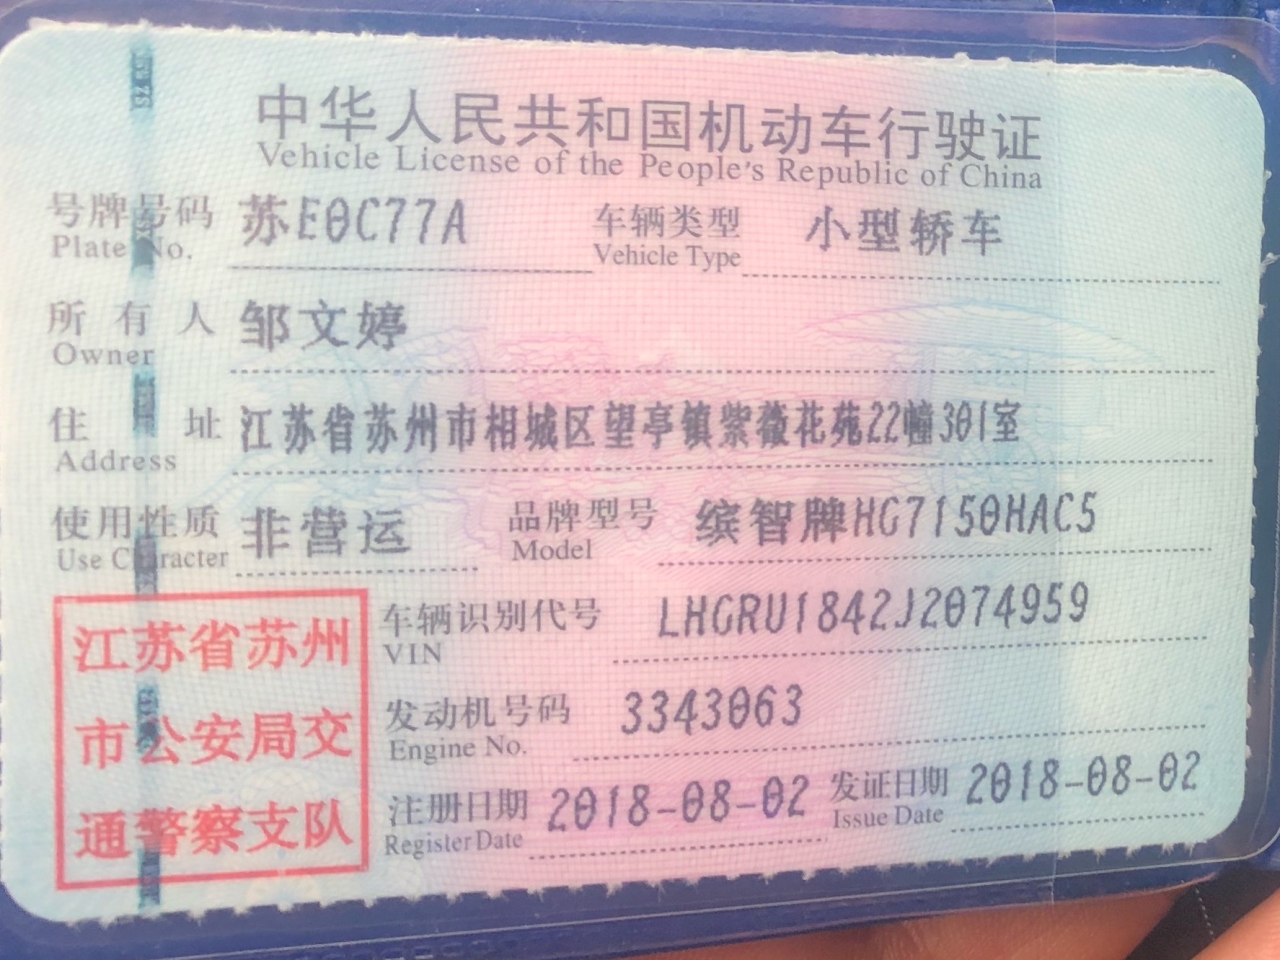 中华人民共和国机动车行驶证
Vehicle License of the People's Republic of China
号牌号码 苏E0C77A 车辆类型 小型轿车
Plate No. Vehicle Type
所有人 邹文婷
Owner
住址 江苏省苏州市相城区望亭镇紫薇花苑22幢301室
Address
使用性质 非营运 品牌型号 缤智牌HG7150HAC5
Use Character Model
江苏省苏州
市公安局交
通警察支队
车辆识别代号 LHGRU1842J2074959
VIN
发动机号码 3343063
Engine No.
注册日期 2018-08-02 发证日期 2018-08-02
Register Date Issue Date